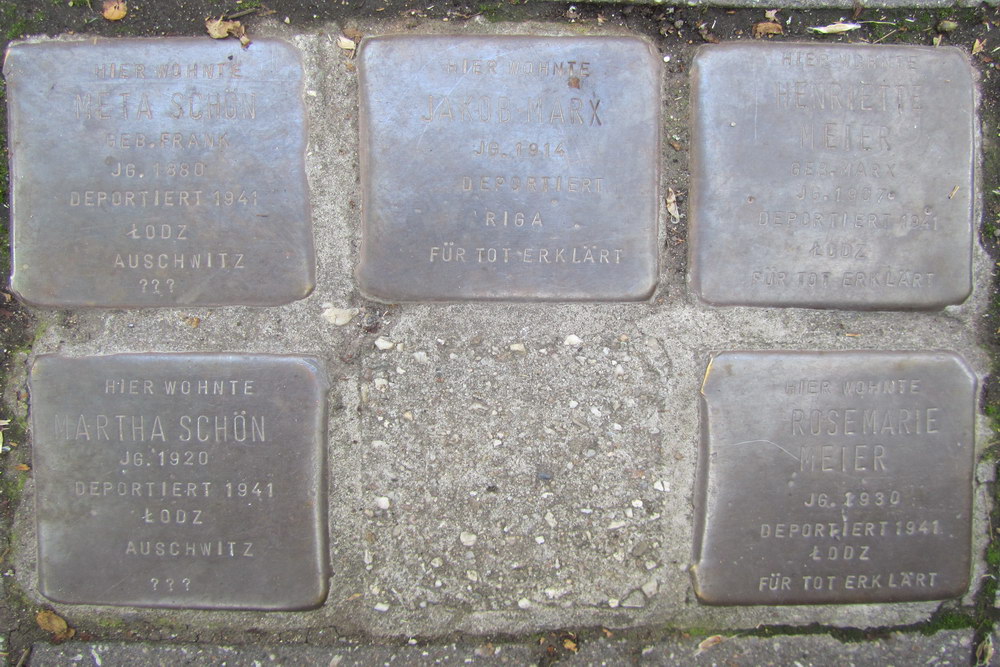 HIER WOHNTE
META SCHÖN
GEB. FRANK
JG. 1880
DEPORTIERT 1941
ŁODZ
AUSCHWITZ
???
HIER WOHNTE
JAKOB MARX
JG. 1914
DEPORTIERT
RIGA
FÜR TOT ERKLÄRT
HIER WOHNTE
HENRIETTE
MEIER
GEB. MARX
JG.
DEPORTIERT 1941
ŁODZ
FÜR TOT ERKLÄRT
HIER WOHNTE
MARTHA SCHÖN
JG. 1920
DEPORTIERT 1941
ŁODZ
AUSCHWITZ
???
HIER WOHNTE
ROSEMARIE
MEIER
JG. 1930
DEPORTIERT 1941
ŁODZ
FÜR TOT ERKLÄRT